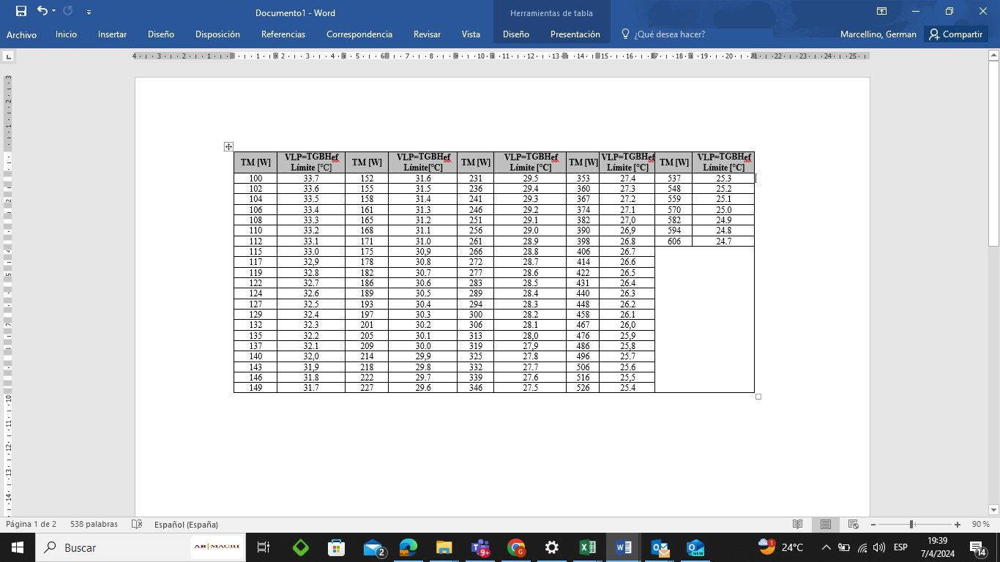 Documento1 - Word
Herramientas de tabla
Archivo Inicio Insertar Diseño Disposición Referencias Correspondencia Revisar Vista Diseño Presentación ¿Qué desea hacer? Marcellino, German Compartir
TM [W] VLP=TGBHef Límite [°C] TM [W] VLP=TGBHef Límite[°C] TM [W] VLP=TGBHef Límite [°C] TM [W] VLP=TGBHef Límite [°C] TM [W] VLP=TGBHef Límite [°C]
100 33.7 152 31.6 231 29.5 353 27.4 537 25.3
102 33.6 155 31.5 236 29.4 360 27.3 548 25.2
104 33.5 158 31.4 241 29.3 367 27.2 559 25.1
106 33.4 161 31.3 246 29.2 374 27.1 570 25.0
108 33.3 165 31.2 251 29.1 382 27,0 582 24.9
110 33.2 168 31.1 256 29.0 390 26,9 594 24.8
112 33.1 171 31.0 261 28.9 398 26.8 606 24.7
115 33.0 175 30,9 266 28.8 406 26.7
117 32,9 178 30.8 272 28.7 414 26.6
119 32.8 182 30.7 277 28.6 422 26.5
122 32.7 186 30.6 283 28.5 431 26.4
124 32.6 189 30.5 289 28.4 440 26.3
127 32.5 193 30.4 294 28.3 448 26.2
129 32.4 197 30.3 300 28.2 458 26.1
132 32.3 201 30.2 306 28.1 467 26,0
135 32.2 205 30.1 313 28,0 476 25,9
137 32.1 209 30.0 319 27,9 486 25,8
140 32,0 214 29,9 325 27.8 496 25.7
143 31,9 218 29.8 332 27.7 506 25.6
146 31.8 222 29.7 339 27.6 516 25,5
149 31.7 227 29.6 346 27.5 526 25.4
Página 1 de 2 538 palabras Español (España) 90 %
Buscar AB MAURI 24°C ESP 19:39
7/4/2024